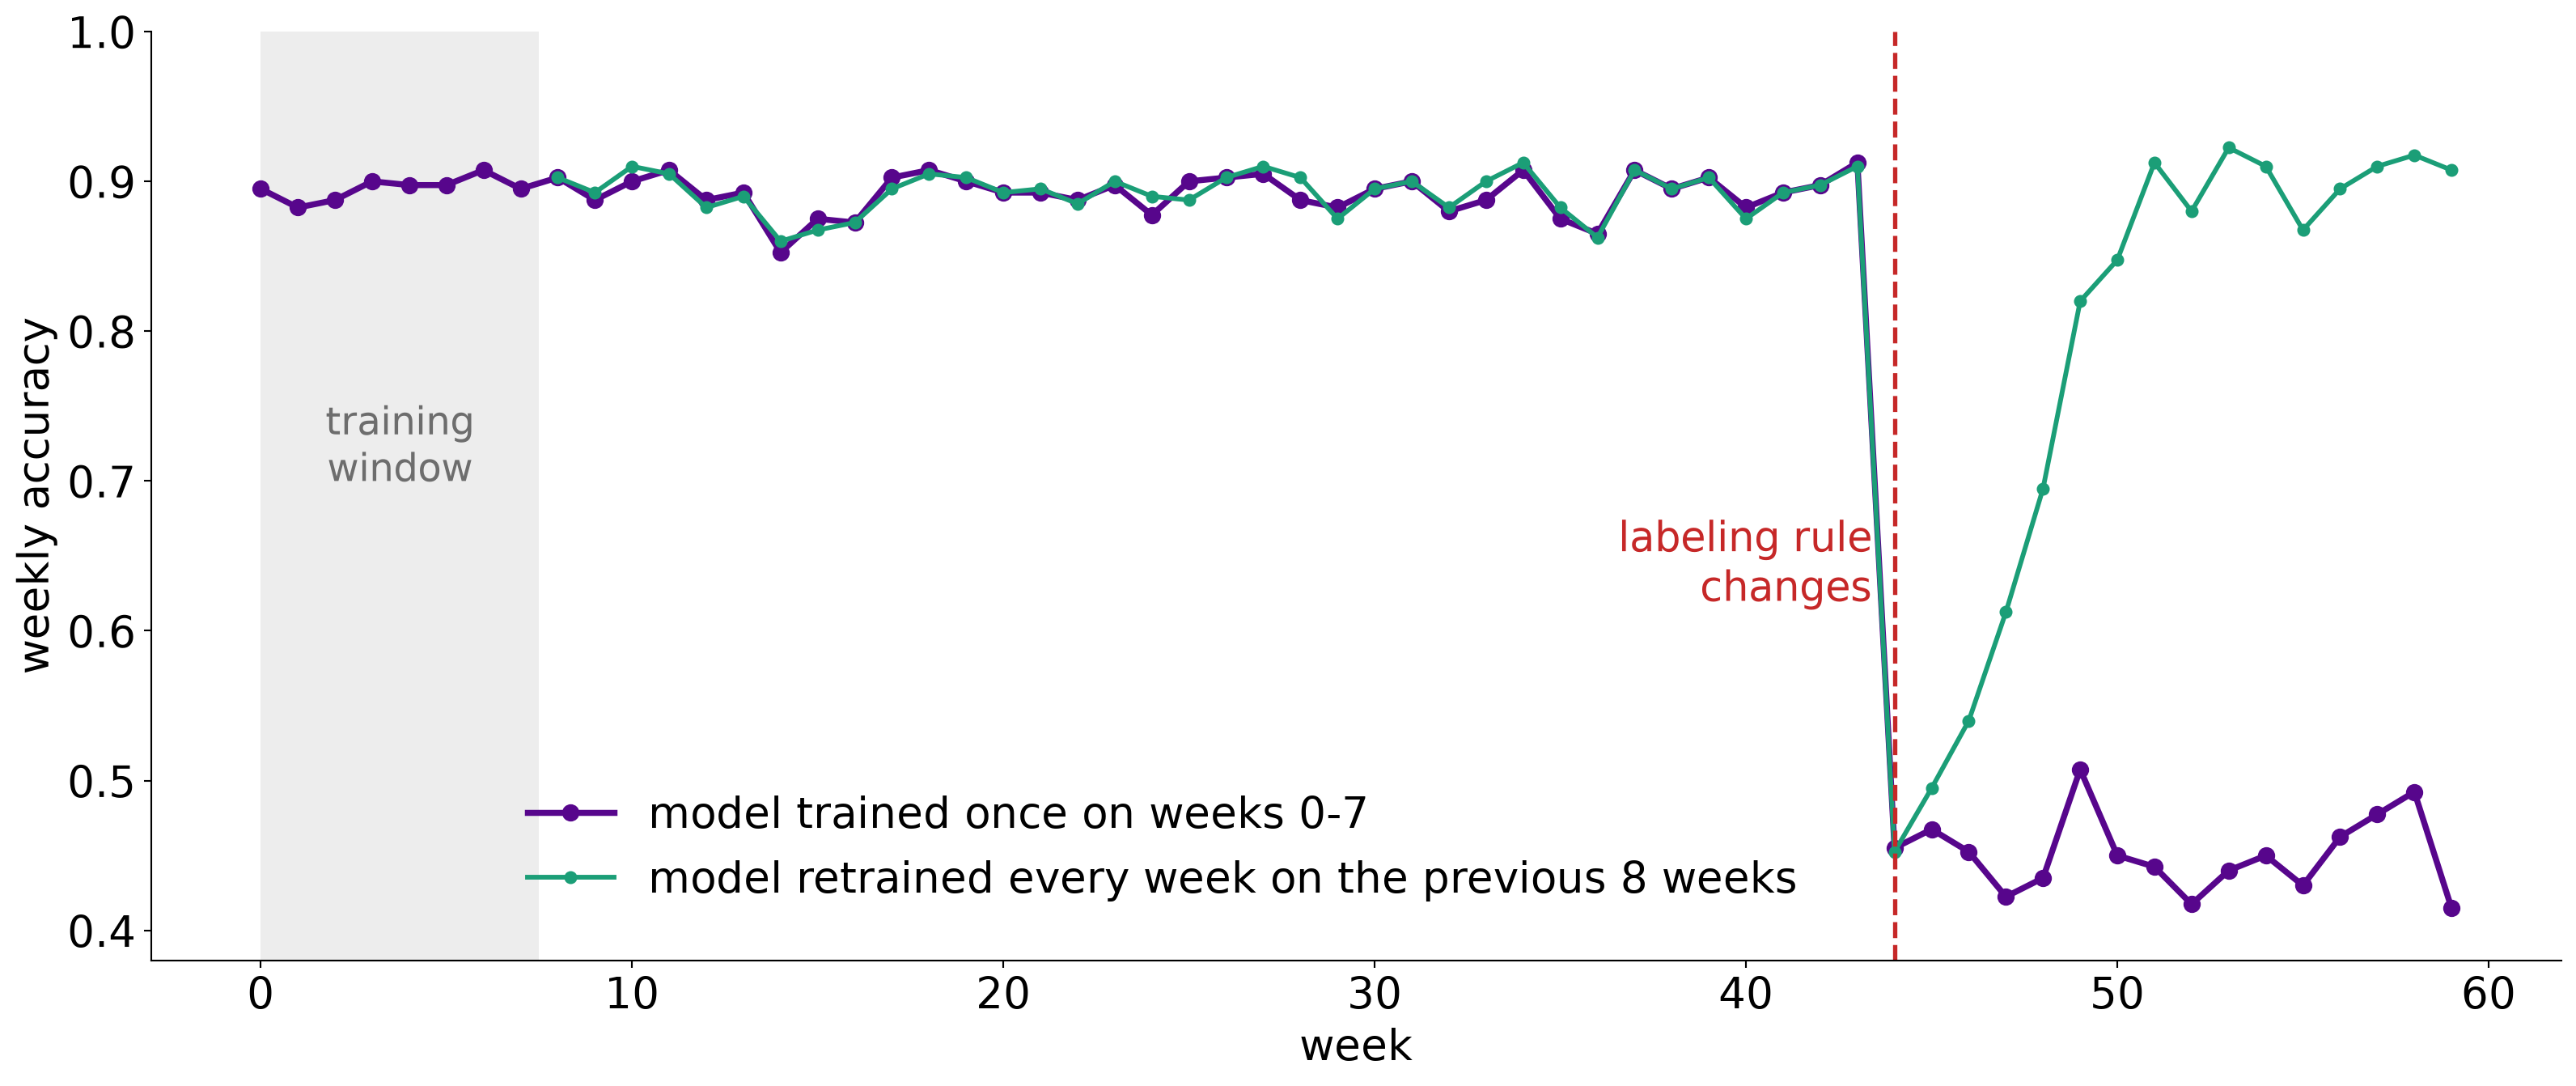 1.0
0.9
0.8
0.7
0.6
0.5
0.4
weekly accuracy
training
window
labeling rule
changes
model trained once on weeks 0-7
model retrained every week on the previous 8 weeks
0 10 20 30 40 50 60
week